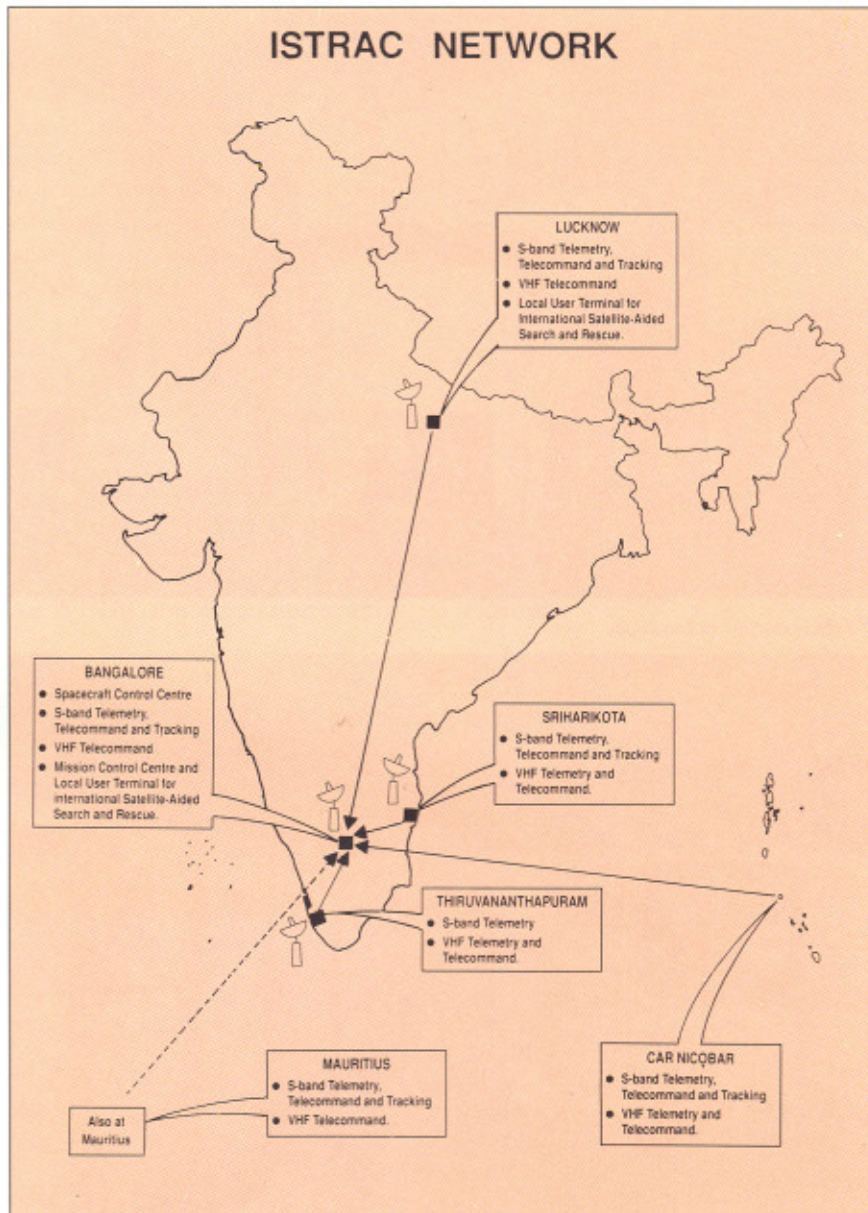 ISTRAC NETWORK
LUCKNOW
● S-band Telemetry,
Telecommand and Tracking
● VHF Telecommand
● Local User Terminal for
International Satellite-Aided
Search and Rescue.
BANGALORE
● Spacecraft Control Centre
● S-band Telemetry,
Telecommand and Tracking
● VHF Telecommand
● Mission Control Centre and
Local User Terminal for
international Satellite-Aided
Search and Rescue.
SRIHARIKOTA
● S-band Telemetry,
Telecommand and Tracking
● VHF Telemetry and
Telecommand.
THIRUVANANTHAPURAM
● S-band Telemetry
● VHF Telemetry and
Telecommand.
CAR NICOBAR
● S-band Telemetry,
Telecommand and Tracking
● VHF Telemetry and
Telecommand.
MAURITIUS
● S-band Telemetry,
Telecommand and Tracking
● VHF Telecommand.
Also at
Mauritius